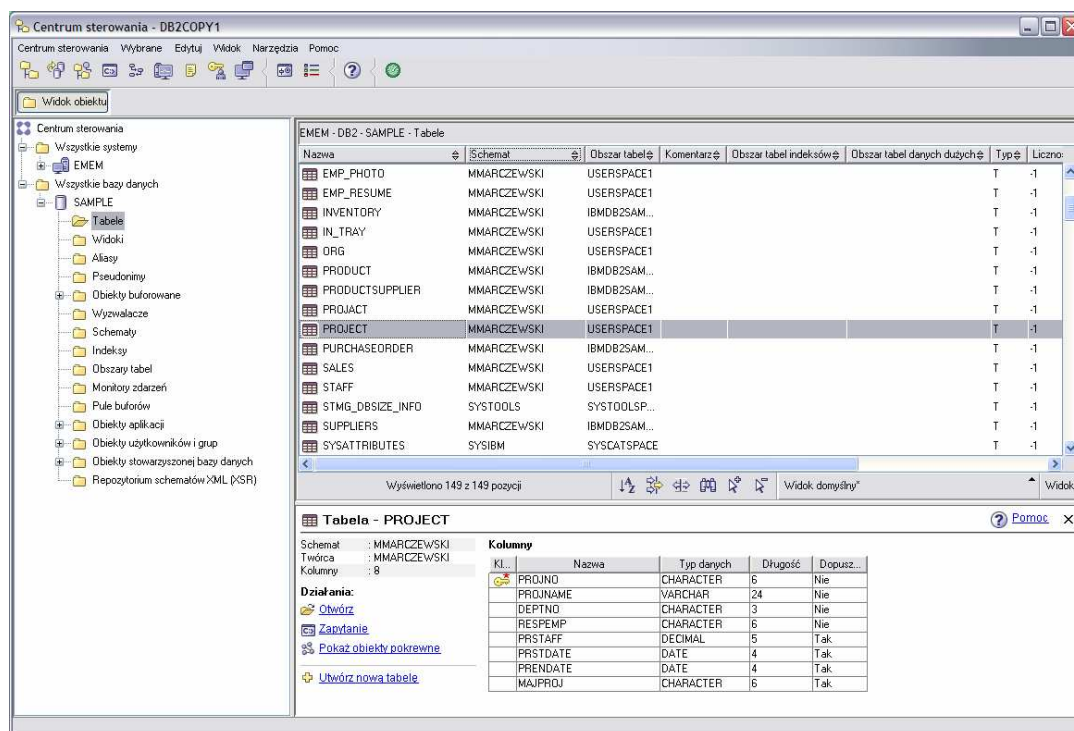 Centrum sterowania - DB2COPY1
Centrum sterowania Wybrane Edytuj Widok Narzędzia Pomoc
Widok obiektu
Centrum sterowania
Wszystkie systemy
EMEM
Wszystkie bazy danych
SAMPLE
Tabele
Widoki
Aliasy
Pseudonimy
Obiekty buforowane
Wyzwalacze
Schematy
Indeksy
Obszary tabel
Monitory zdarzeń
Pule buforów
Obiekty aplikacji
Obiekty użytkowników i grup
Obiekty stowarzyszonej bazy danych
Repozytorium schematów XML (XSR)
EMEM - DB2 - SAMPLE - Tabele
Nazwa Schemat Obszar tabel Komentarz Obszar tabel indeksów Obszar tabel danych dużych Typ Liczno
EMP_PHOTO MMARCZEWSKI USERSPACE1 T -1
EMP_RESUME MMARCZEWSKI USERSPACE1 T -1
INVENTORY MMARCZEWSKI IBMDB2SAM... T -1
IN_TRAY MMARCZEWSKI USERSPACE1 T -1
ORG MMARCZEWSKI USERSPACE1 T -1
PRODUCT MMARCZEWSKI IBMDB2SAM... T -1
PRODUCTSUPPLIER MMARCZEWSKI IBMDB2SAM... T -1
PROJACT MMARCZEWSKI USERSPACE1 T -1
PROJECT MMARCZEWSKI USERSPACE1 T -1
PURCHASEORDER MMARCZEWSKI IBMDB2SAM... T -1
SALES MMARCZEWSKI USERSPACE1 T -1
STAFF MMARCZEWSKI USERSPACE1 T -1
STMG_DBSIZE_INFO SYSTOOLS SYSTOOLSP... T -1
SUPPLIERS MMARCZEWSKI IBMDB2SAM... T -1
SYSATTRIBUTES SYSIBM SYSCATSPACE T -1
Wyświetlono 149 z 149 pozycji Widok domyślny* Widok
Tabela - PROJECT Pomoc
Schemat : MMARCZEWSKI
Twórca : MMARCZEWSKI
Kolumny : 8
Działania:
Otwórz
Zapytanie
Pokaż obiekty pokrewne
Utwórz nową tabelę
Kolumny
Kl... Nazwa Typ danych Długość Dopusz...
PROJNO CHARACTER 6 Nie
PROJNAME VARCHAR 24 Nie
DEPTNO CHARACTER 3 Nie
RESPEMP CHARACTER 6 Nie
PRSTAFF DECIMAL 5 Tak
PRSTDATE DATE 4 Tak
PRENDATE DATE 4 Tak
MAJPROJ CHARACTER 6 Tak